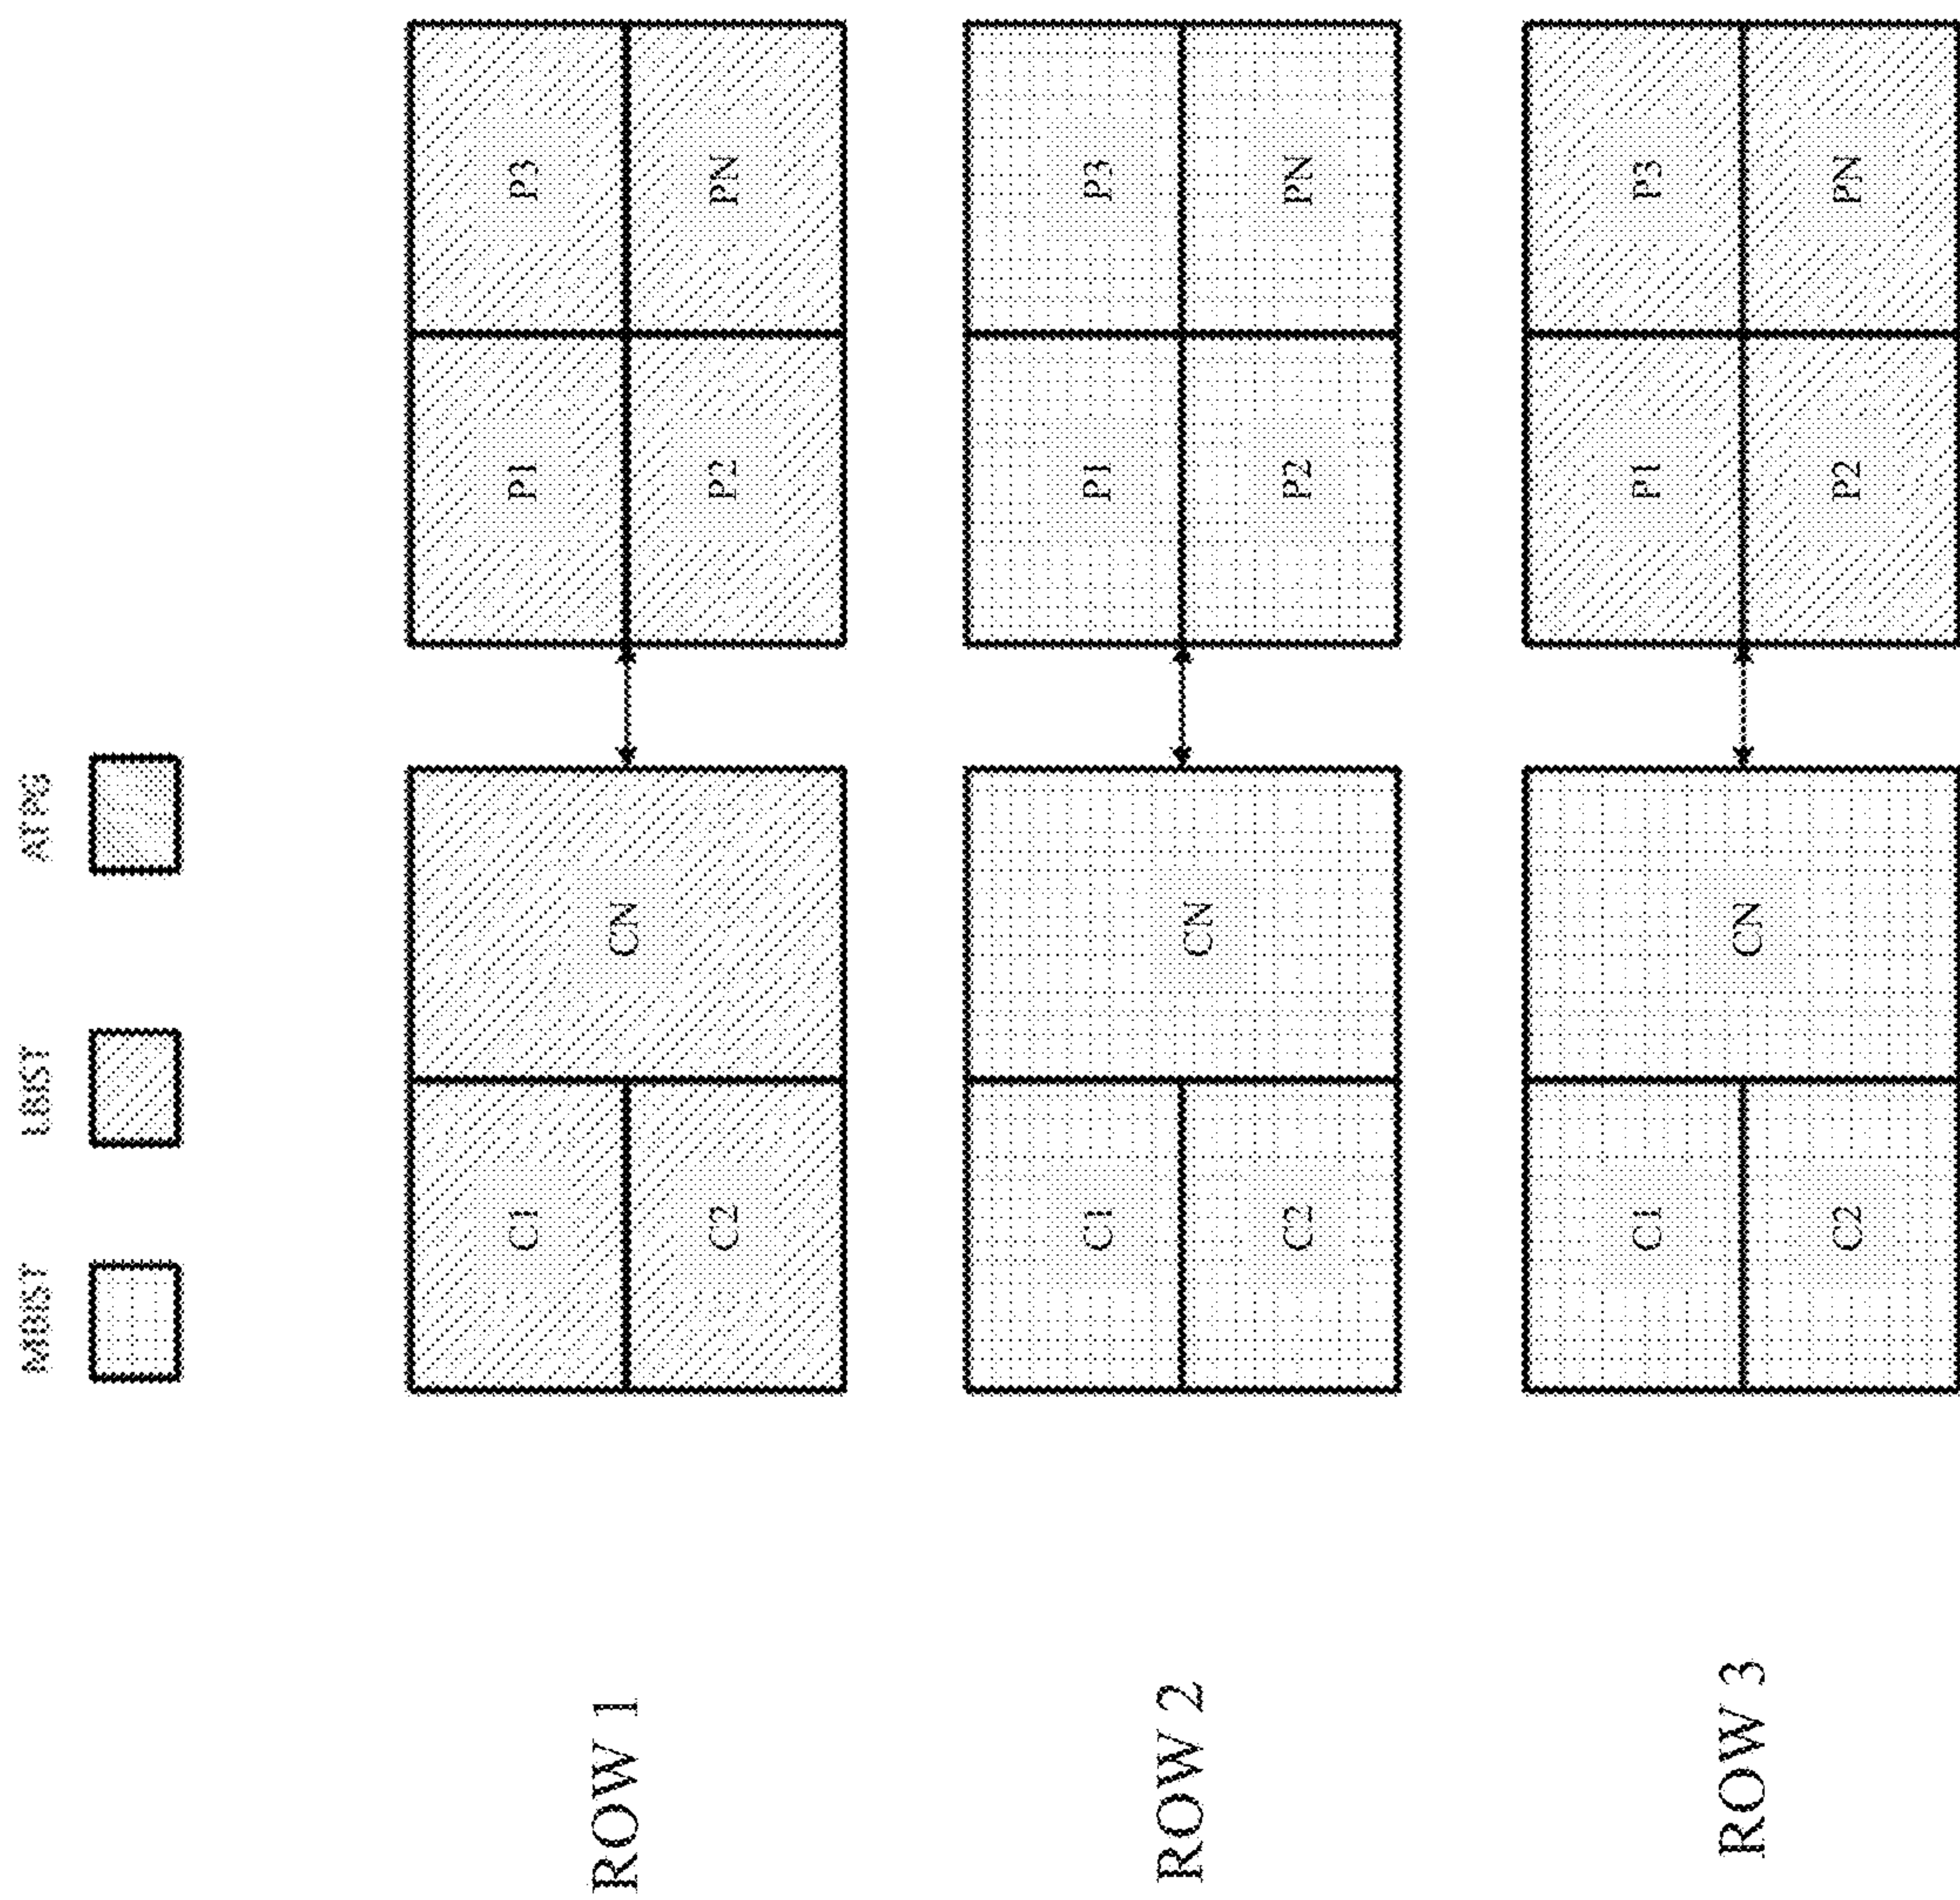 MBIST LBIST ATPG
ROW 1
C1 CN P1 P3
C2 P2 PN
ROW 2
C1 CN P1 P3
C2 P2 PN
ROW 3
C1 CN P1 P3
C2 P2 PN